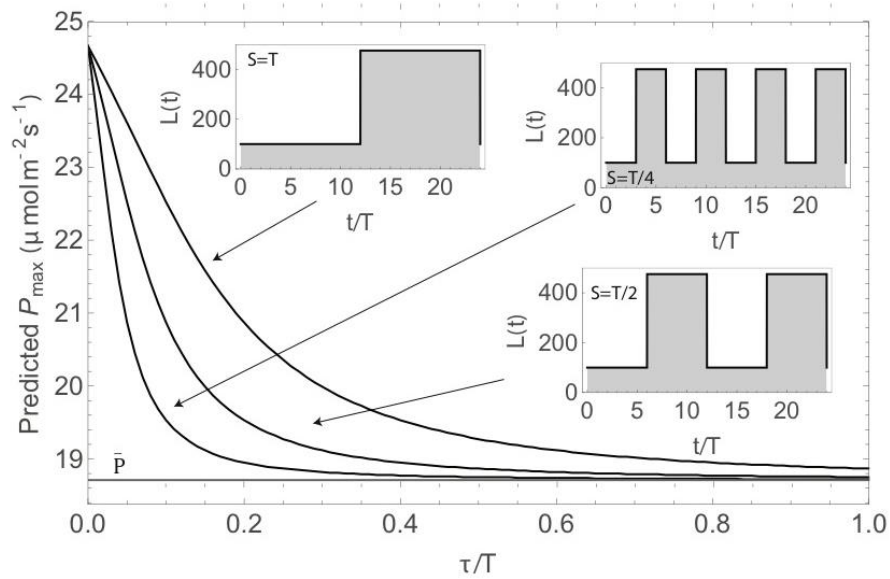 25
24
23
22
21
20
19
Predicted P_max (μ mol m⁻² s⁻¹)
0.0 0.2 0.4 0.6 0.8 1.0
τ/T
P̄
S=T
400
200
0
L(t)
0 5 10 15 20
t/T
S=T/4
400
200
0
L(t)
0 5 10 15 20
t/T
S=T/2
400
200
0
L(t)
0 5 10 15 20
t/T